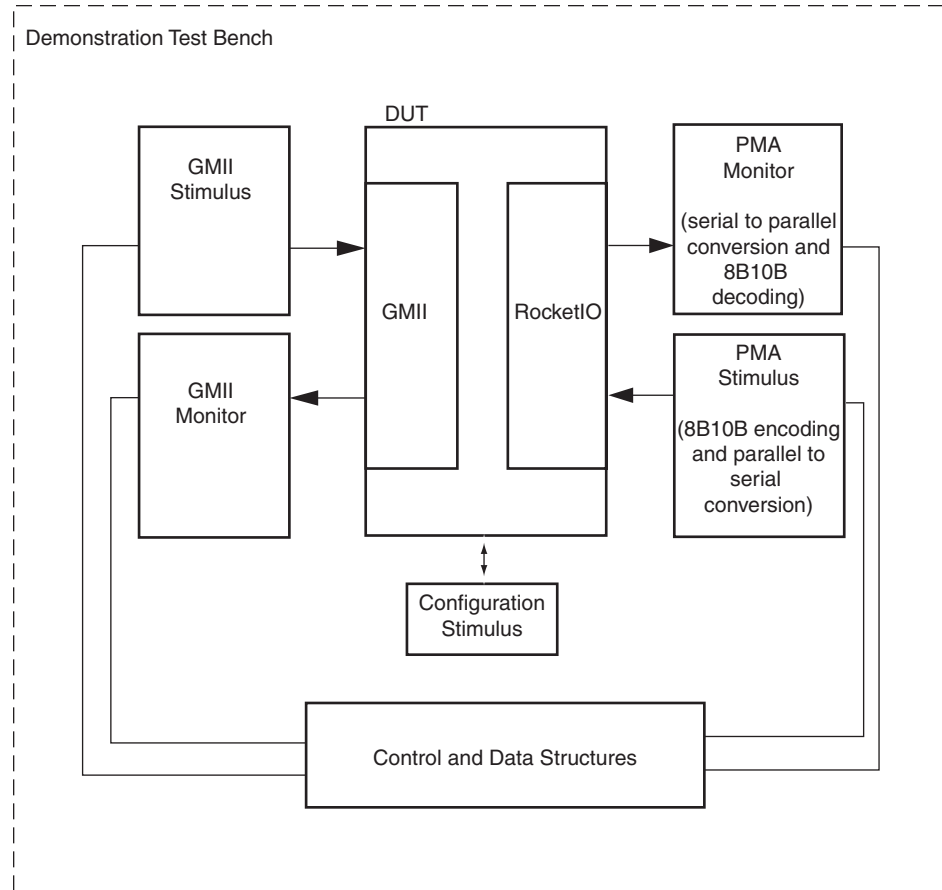 Demonstration Test Bench
DUT
GMII
Stimulus
GMII
RocketIO
PMA
Monitor
(serial to parallel
conversion and
8B10B
decoding)
GMII
Monitor
PMA
Stimulus
(8B10B encoding
and parallel to
serial
conversion)
Configuration
Stimulus
Control and Data Structures